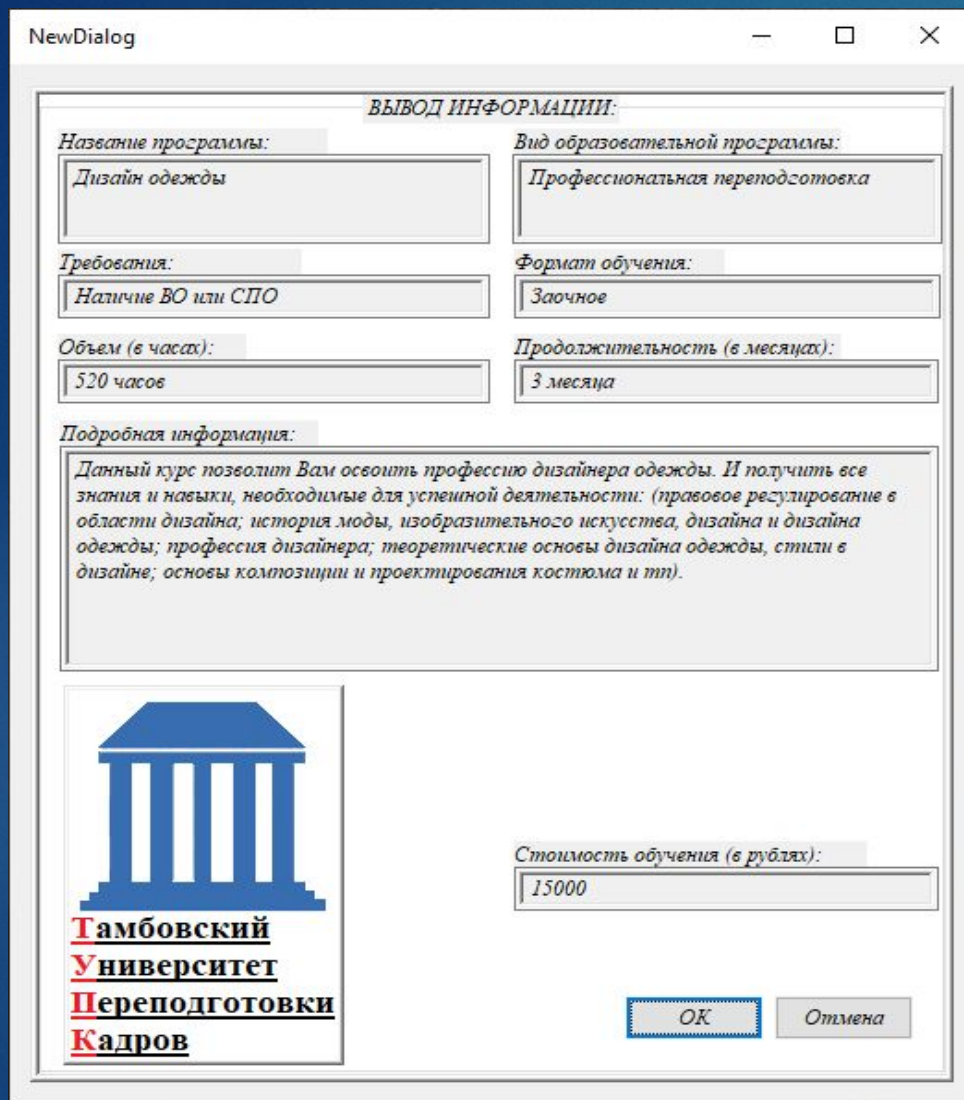 NewDialog
ВЫВОД ИНФОРМАЦИИ:
Название программы:
Дизайн одежды
Вид образовательной программы:
Профессиональная переподготовка
Требования:
Наличие ВО или СПО
Формат обучения:
Заочное
Объем (в часах):
520 часов
Продолжительность (в месяцах):
3 месяца
Подробная информация:
Данный курс позволит Вам освоить профессию дизайнера одежды. И получить все
знания и навыки, необходимые для успешной деятельности: (правовое регулирование в
области дизайна; история моды, изобразительного искусства, дизайна и дизайна
одежды; профессия дизайнера; теоретические основы дизайна одежды, стили в
дизайне; основы композиции и проектирования костюма и тп).
Тамбовский
Университет
Переподготовки
Кадров
Стоимость обучения (в рублях):
15000
OK
Отмена